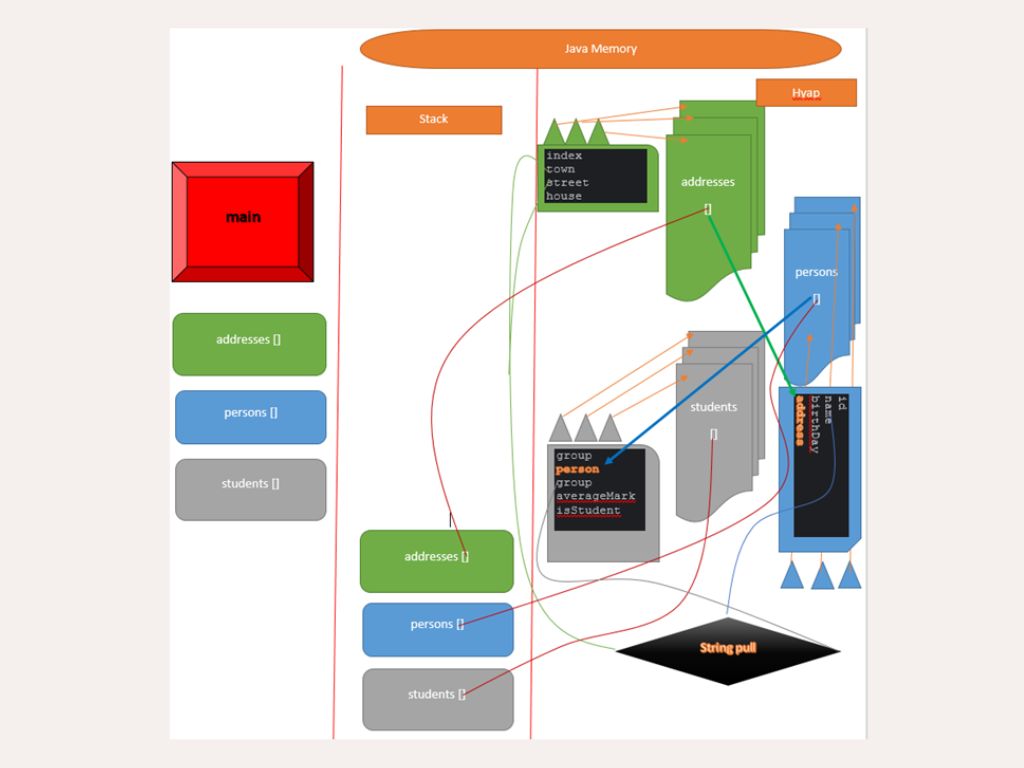 Java Memory
Hyap
Stack
index
town
street
house
addresses
[]
main
persons
[]
addresses []
persons []
students []
students
[]
id
name
birthDay
address
group
person
group
averageMark
isStudent
addresses []
persons []
students []
String pull